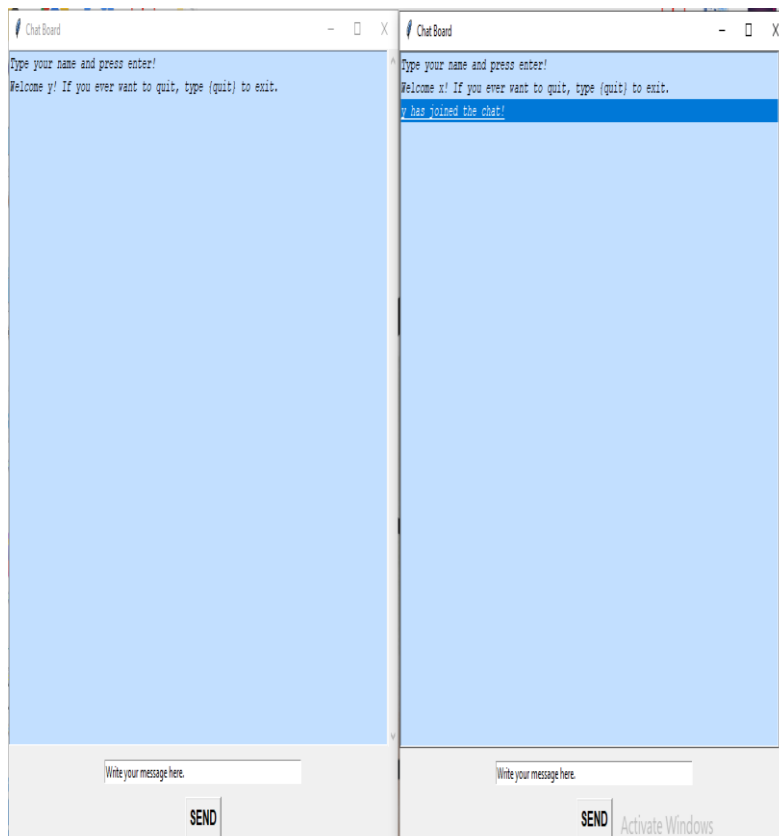 Chat Board
Type your name and press enter!
Welcome y! If you ever want to quit, type {quit} to exit.
Write your message here.
SEND
Chat Board
Type your name and press enter!
Welcome x! If you ever want to quit, type {quit} to exit.
y has joined the chat!
Write your message here.
SEND
Activate Windows